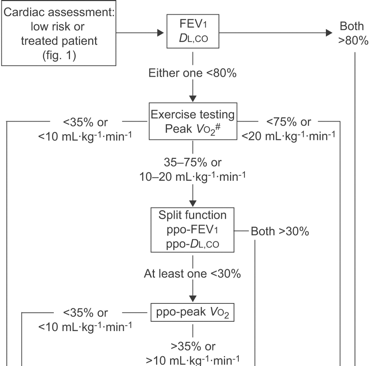 Cardiac assessment:
low risk or
treated patient
(fig. 1)
FEV₁
DL,CO
Both
>80%
Either one <80%
Exercise testing
Peak V′O₂#
<35% or
<10 mL·kg⁻¹·min⁻¹
<75% or
<20 mL·kg⁻¹·min⁻¹
35–75% or
10–20 mL·kg⁻¹·min⁻¹
Split function
ppo-FEV₁
ppo-DL,CO
Both >30%
At least one <30%
ppo-peak V′O₂
<35% or
<10 mL·kg⁻¹·min⁻¹
>35% or
>10 mL·kg⁻¹·min⁻¹